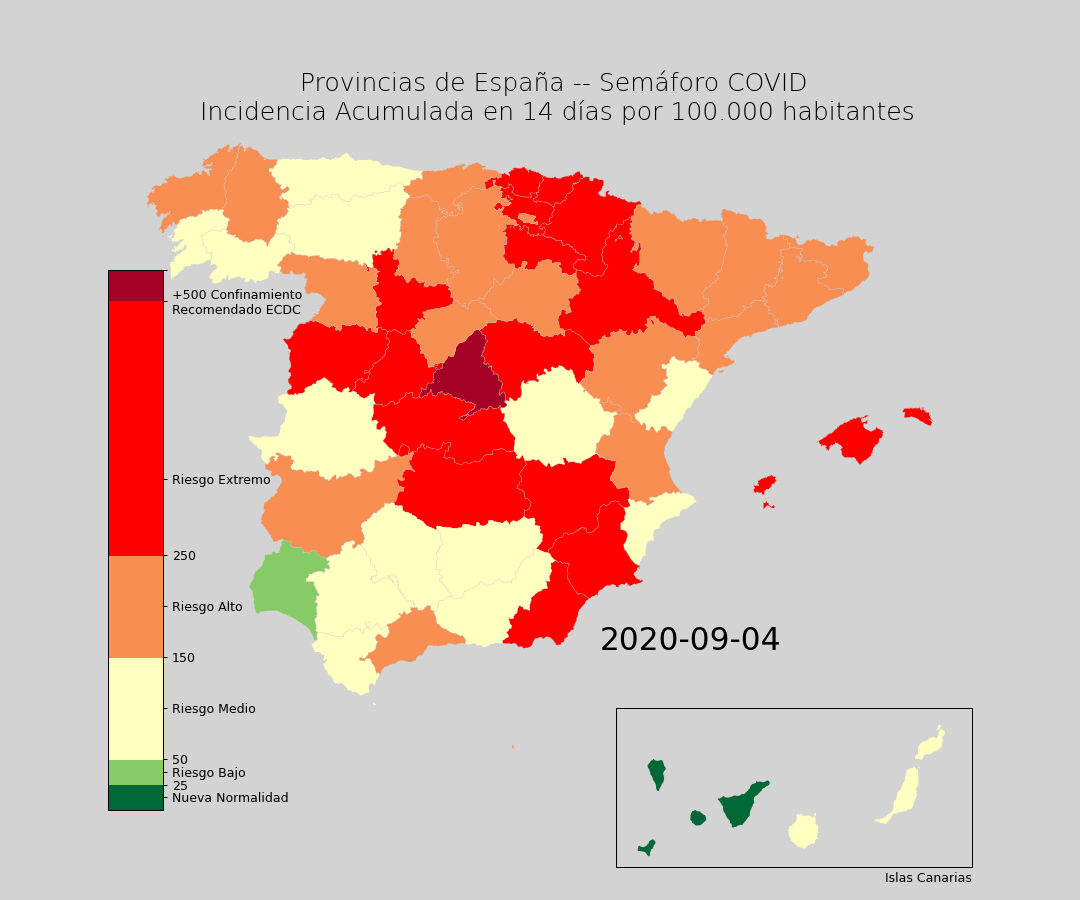 Provincias de España -- Semáforo COVID
Incidencia Acumulada en 14 días por 100.000 habitantes
+500 Confinamiento
Recomendado ECDC
Riesgo Extremo
250
Riesgo Alto
150
Riesgo Medio
50
Riesgo Bajo
25
Nueva Normalidad
2020-09-04
Islas Canarias